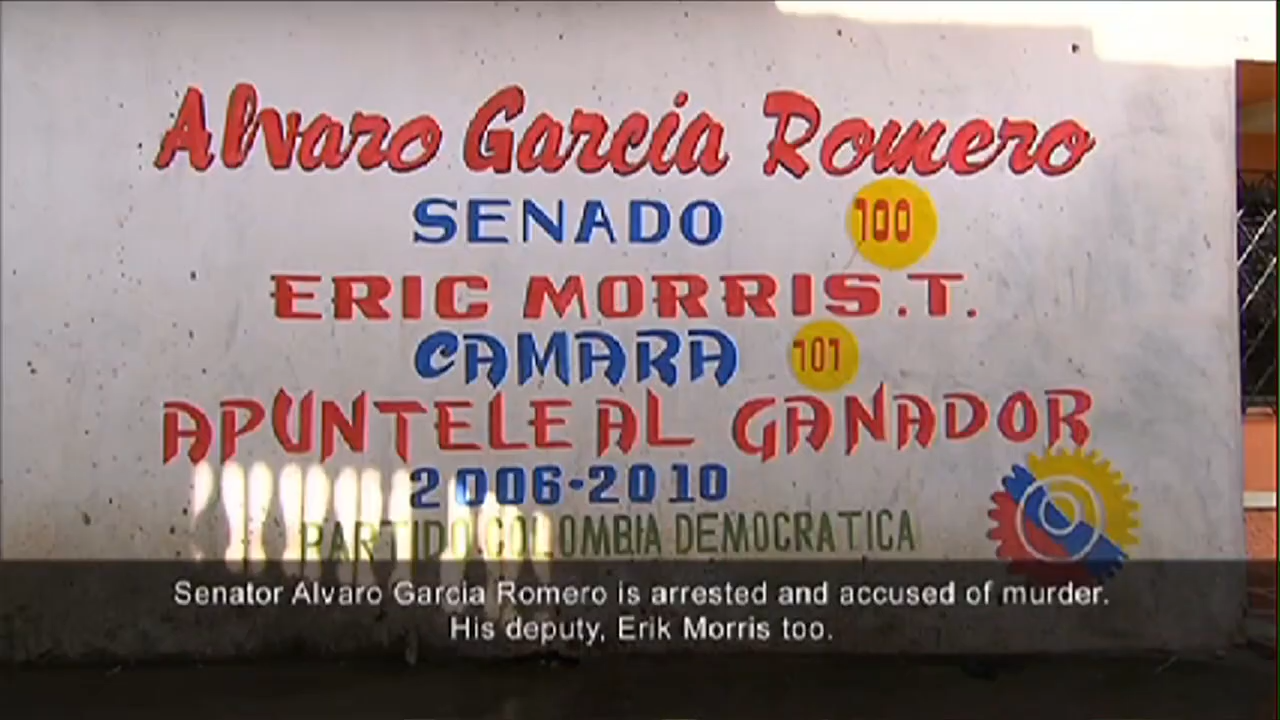 Alvaro Garcia Romero
SENADO 100
ERIC MORRIS.T.
CAMARA 101
APUNTELE AL GANADOR
2006-2010
PARTIDO COLOMBIA DEMOCRATICA
Senator Alvaro Garcia Romero is arrested and accused of murder.
His deputy, Erik Morris too.